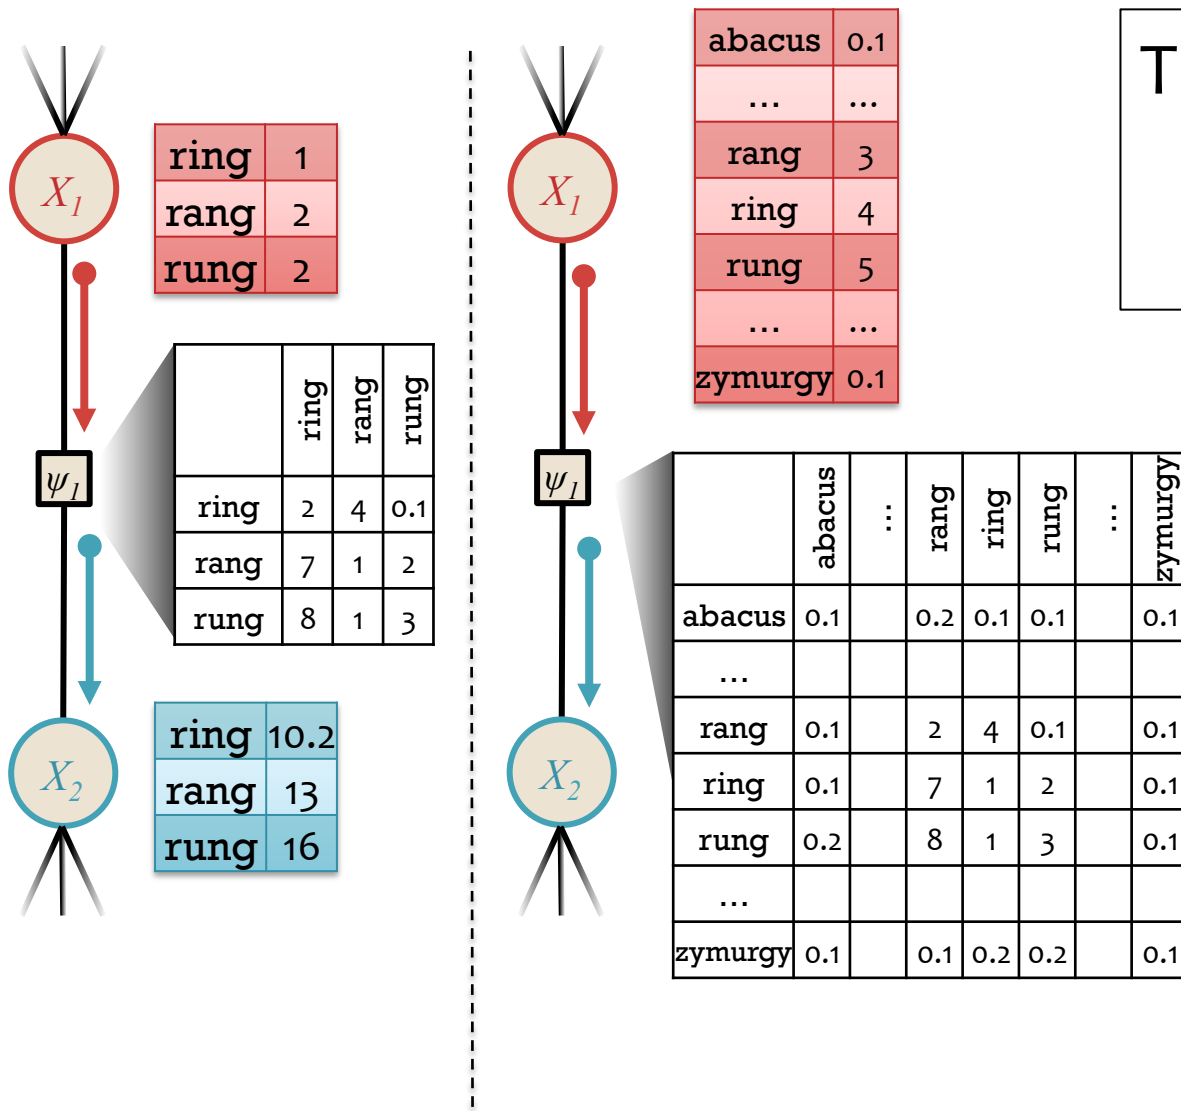 X1
ring 1
rang 2
rung 2
ring rang rung
ψ1
ring 2 4 0.1
rang 7 1 2
rung 8 1 3
X2
ring 10.2
rang 13
rung 16
X1
abacus 0.1
... ...
rang 3
ring 4
rung 5
... ...
zymurgy 0.1
ψ1
abacus ... rang ring rung ... zymurgy
abacus 0.1 0.2 0.1 0.1 0.1
...
rang 0.1 2 4 0.1 0.1
ring 0.1 7 1 2 0.1
rung 0.2 8 1 3 0.1
...
zymurgy 0.1 0.1 0.2 0.2 0.1
X2
T